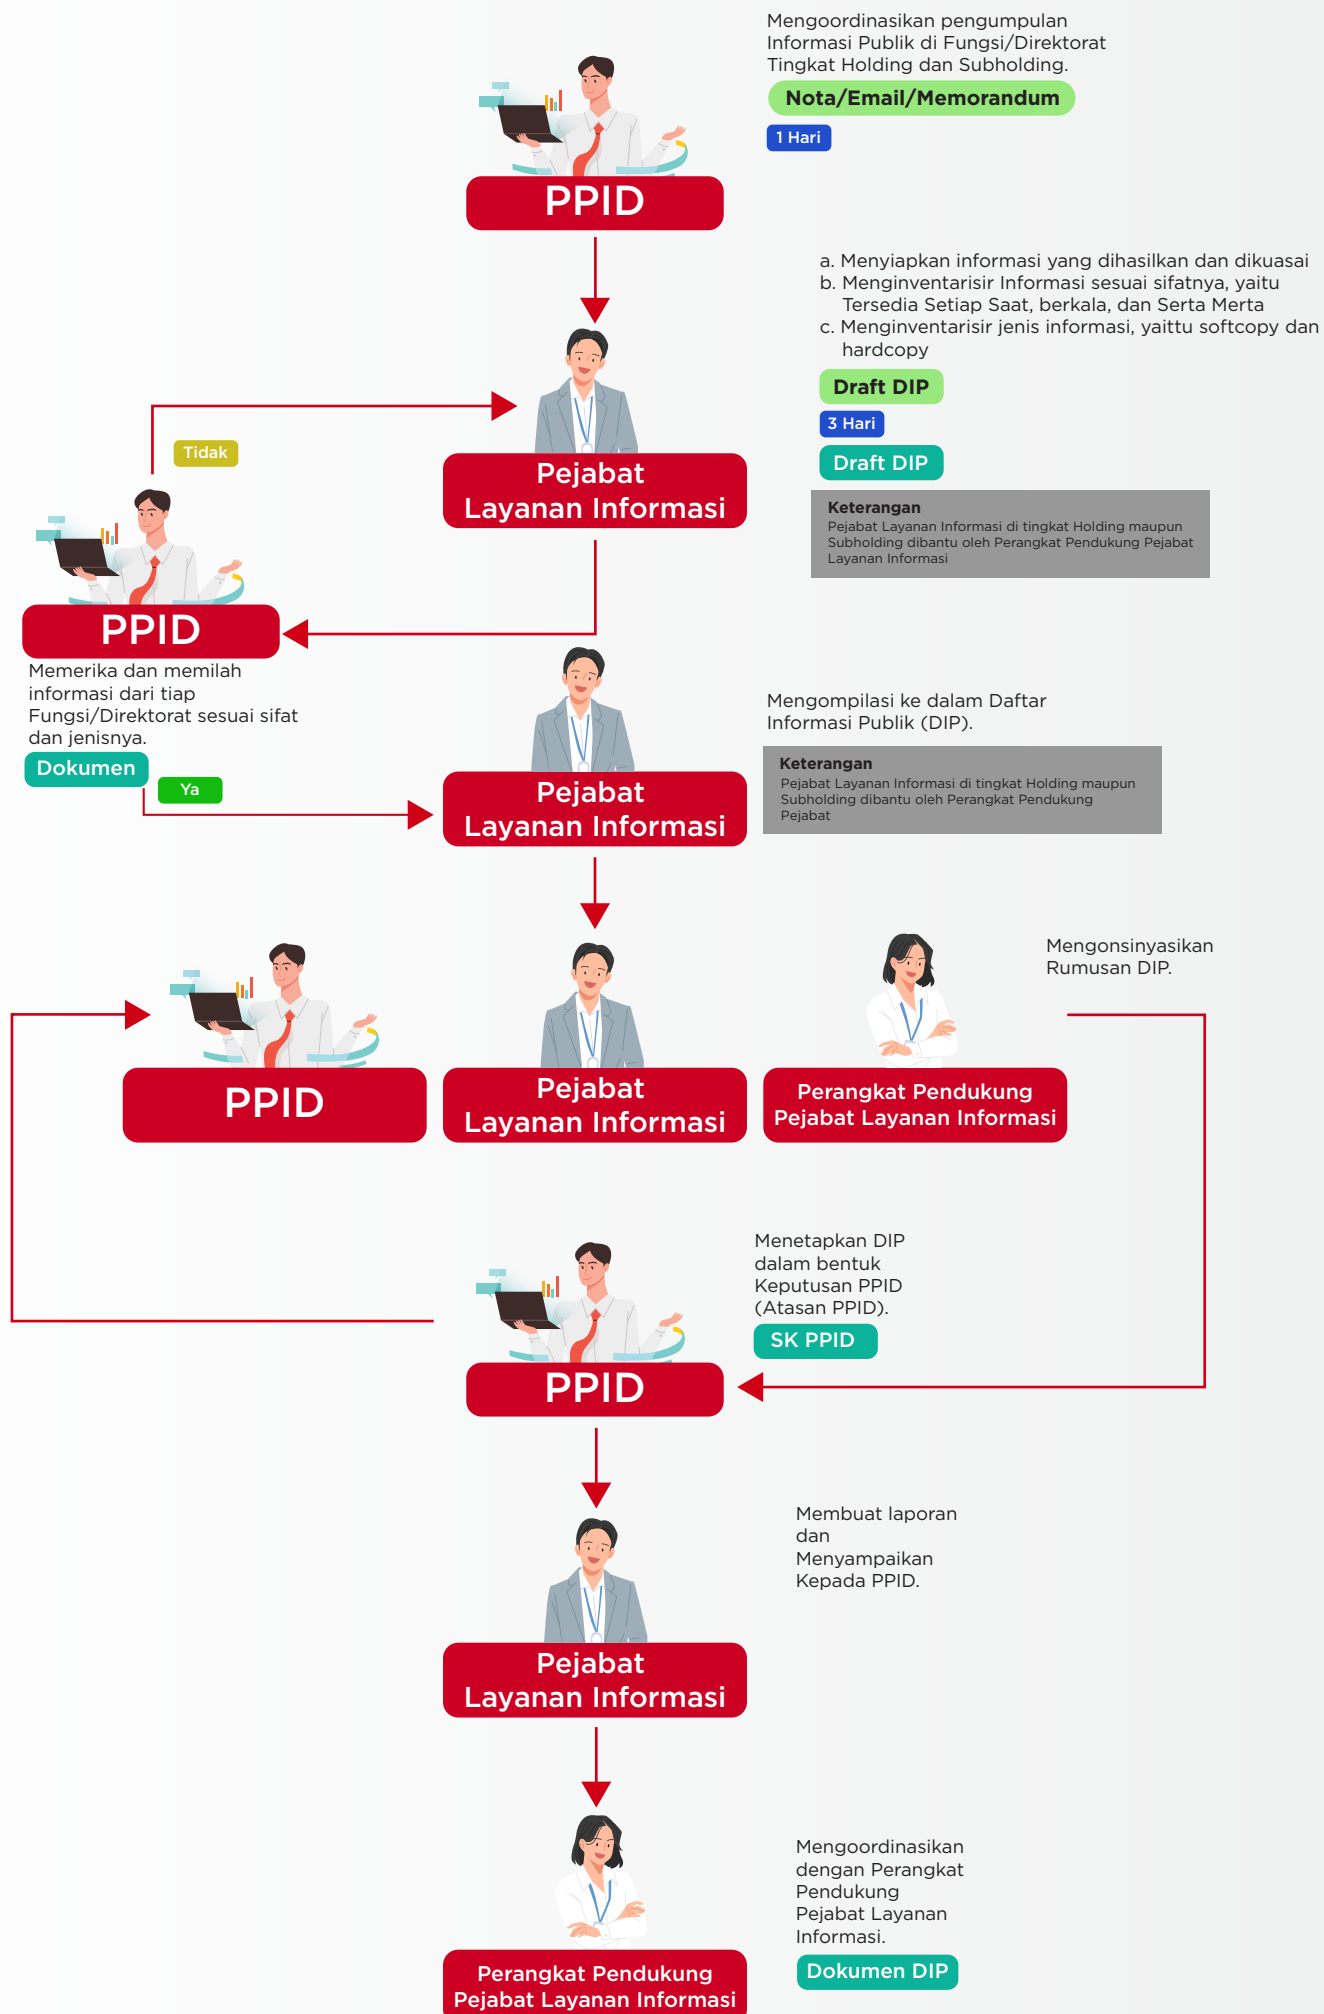 Mengoordinasikan pengumpulan
Informasi Publik di Fungsi/Direktorat
Tingkat Holding dan Subholding.
Nota/Email/Memorandum
1 Hari
PPID
a. Menyiapkan informasi yang dihasilkan dan dikuasai
b. Menginventarisir Informasi sesuai sifatnya, yaitu
Tersedia Setiap Saat, berkala, dan Serta Merta
c. Menginventarisir jenis informasi, yaittu softcopy dan
hardcopy
Draft DIP
3 Hari
Draft DIP
Keterangan
Pejabat Layanan Informasi di tingkat Holding maupun
Subholding dibantu oleh Perangkat Pendukung Pejabat
Layanan Informasi
Pejabat
Layanan Informasi
Tidak
PPID
Memerika dan memilah
informasi dari tiap
Fungsi/Direktorat sesuai sifat
dan jenisnya.
Dokumen
Ya
Mengompilasi ke dalam Daftar
Informasi Publik (DIP).
Keterangan
Pejabat Layanan Informasi di tingkat Holding maupun
Subholding dibantu oleh Perangkat Pendukung
Pejabat
Pejabat
Layanan Informasi
Mengonsinyasikan
Rumusan DIP.
PPID
Pejabat
Layanan Informasi
Perangkat Pendukung
Pejabat Layanan Informasi
Menetapkan DIP
dalam bentuk
Keputusan PPID
(Atasan PPID).
SK PPID
PPID
Membuat laporan
dan
Menyampaikan
Kepada PPID.
Pejabat
Layanan Informasi
Mengoordinasikan
dengan Perangkat
Pendukung
Pejabat Layanan
Informasi.
Dokumen DIP
Perangkat Pendukung
Pejabat Layanan Informasi